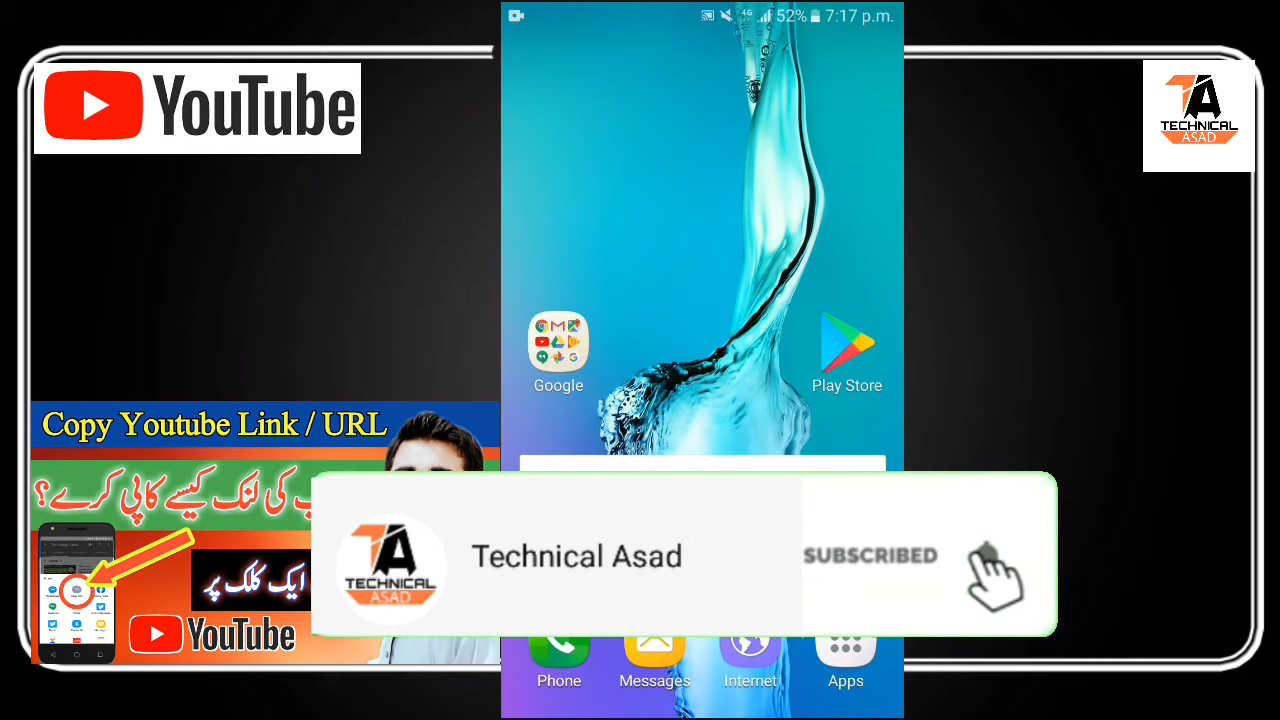 52% 7:17 p.m.
4G
YouTube
TA
TECHNICAL
ASAD
Google
Play Store
Copy Youtube Link / URL
کی لنک کیسے کاپی کرے؟
ایک کلک پر
YouTube
TA
TECHNICAL
ASAD
Technical Asad
SUBSCRIBED
Phone
Messages
Internet
Apps